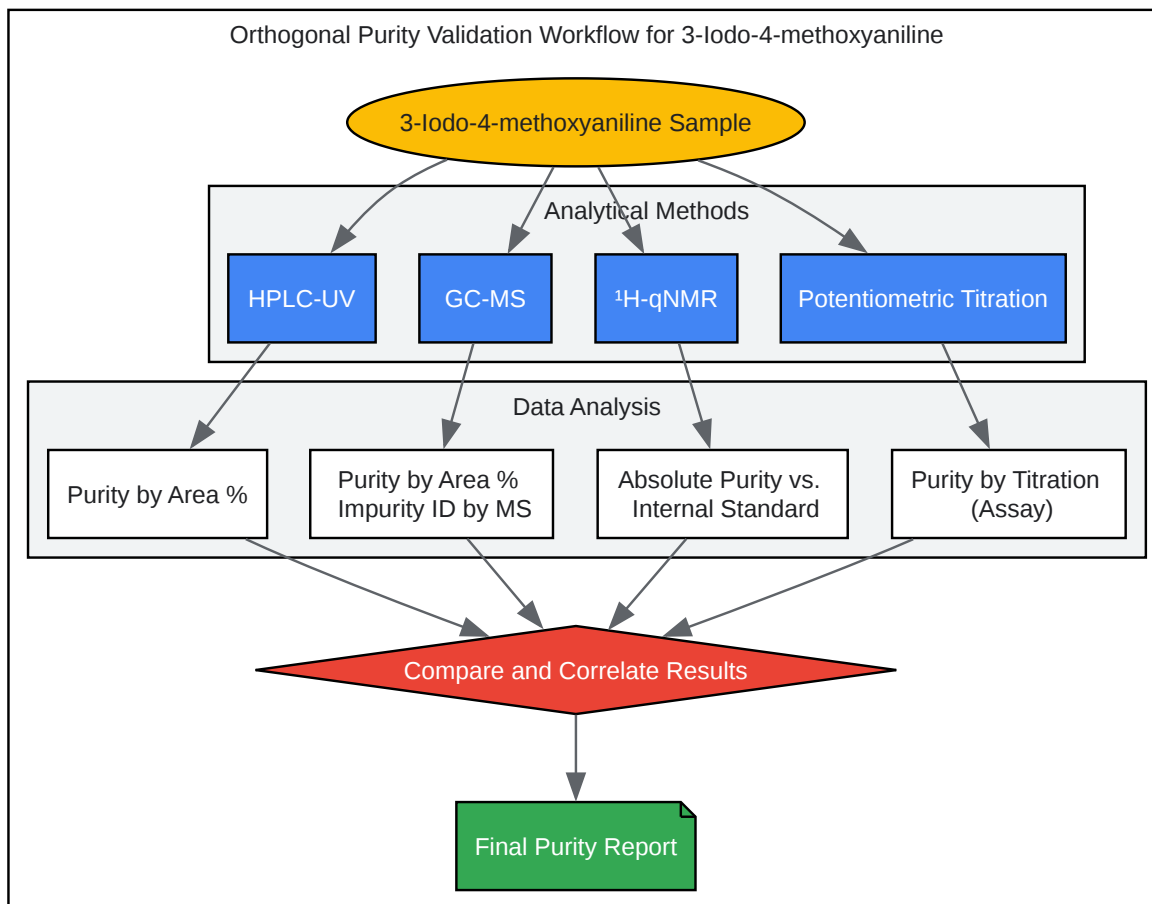 Orthogonal Purity Validation Workflow for 3-Iodo-4-methoxyaniline
3-Iodo-4-methoxyaniline Sample
Analytical Methods
HPLC-UV
GC-MS
¹H-qNMR
Potentiometric Titration
Data Analysis
Purity by Area %
Purity by Area %
Impurity ID by MS
Absolute Purity vs.
Internal Standard
Purity by Titration
(Assay)
Compare and Correlate Results
Final Purity Report